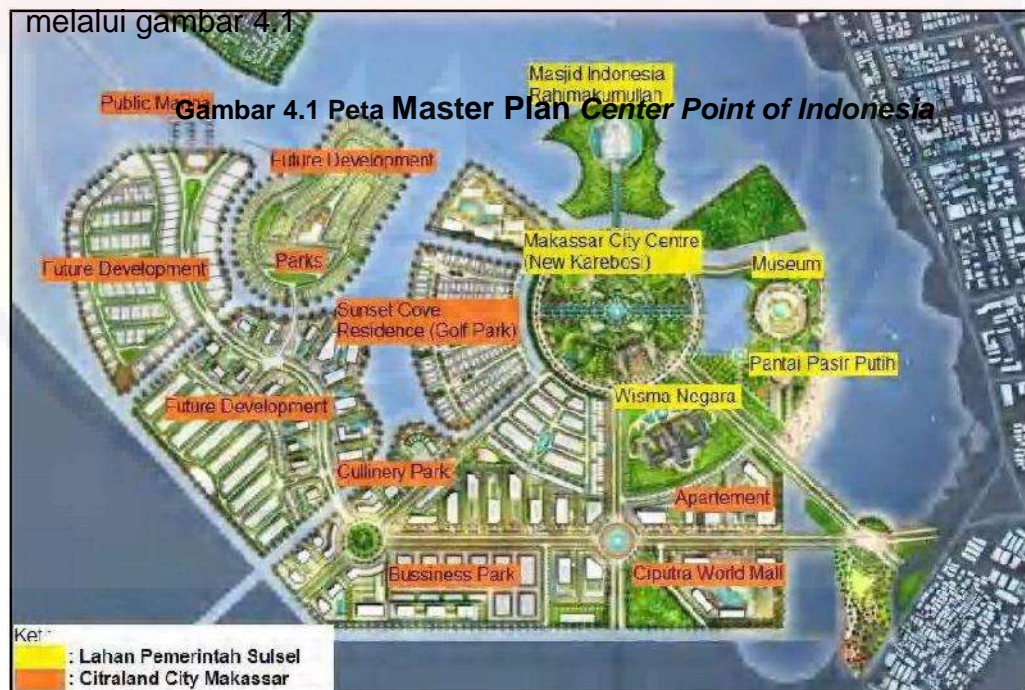 melalui gambar 4.1
Gambar 4.1 Peta Master Plan Center Point of Indonesia
Masjid Indonesia
Rahimakumullah
Public
Future Development
Parks
Future Development
Makassar City Centre
(New Karebosi)
Museum
Sunset Cove
Residence (Golf Park)
Pantai Pasir Putih
Wisma Negara
Future Development
Cullinery Park
Apartement
Bussiness Park
Ciputra World Mall
Ket :
: Lahan Pemerintah Sulsel
: Citraland City Makassar